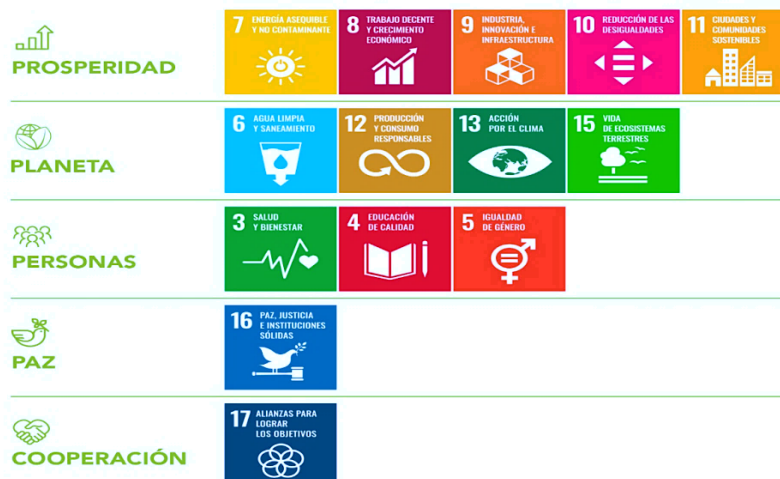 PROSPERIDAD
7 ENERGÍA ASEQUIBLE
Y NO CONTAMINANTE
8 TRABAJO DECENTE
Y CRECIMIENTO
ECONÓMICO
9 INDUSTRIA,
INNOVACIÓN E
INFRAESTRUCTURA
10 REDUCCIÓN DE LAS
DESIGUALDADES
11 CIUDADES Y
COMUNIDADES
SOSTENIBLES
PLANETA
6 AGUA LIMPIA
Y SANEAMIENTO
12 PRODUCCIÓN
Y CONSUMO
RESPONSABLES
13 ACCIÓN
POR EL CLIMA
15 VIDA
DE ECOSISTEMAS
TERRESTRES
PERSONAS
3 SALUD
Y BIENESTAR
4 EDUCACIÓN
DE CALIDAD
5 IGUALDAD
DE GÉNERO
PAZ
16 PAZ, JUSTICIA
E INSTITUCIONES
SÓLIDAS
COOPERACIÓN
17 ALIANZAS PARA
LOGRAR
LOS OBJETIVOS